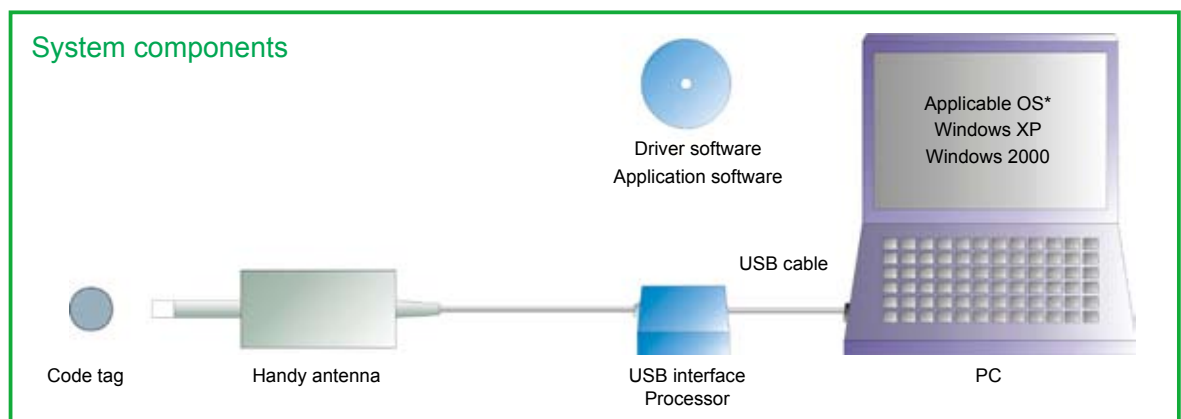 System components
Applicable OS*
Windows XP
Windows 2000
Driver software
Application software
USB cable
Code tag
Handy antenna
USB interface
Processor
PC